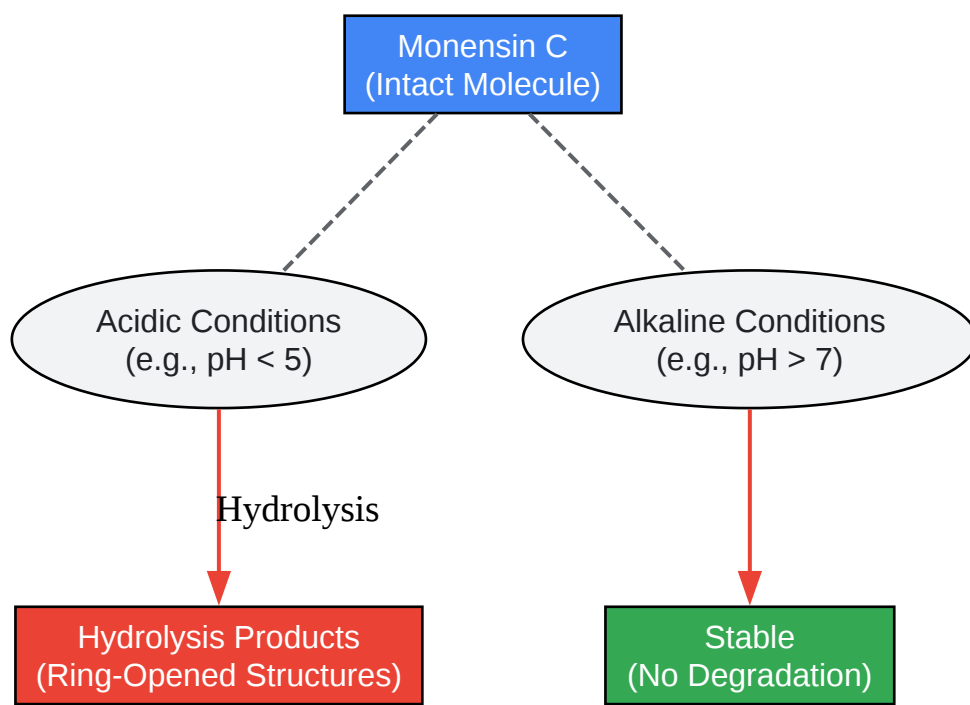 Monensin C
(Intact Molecule)
Acidic Conditions
(e.g., pH < 5)
Alkaline Conditions
(e.g., pH > 7)
Hydrolysis
Hydrolysis Products
(Ring-Opened Structures)
Stable
(No Degradation)